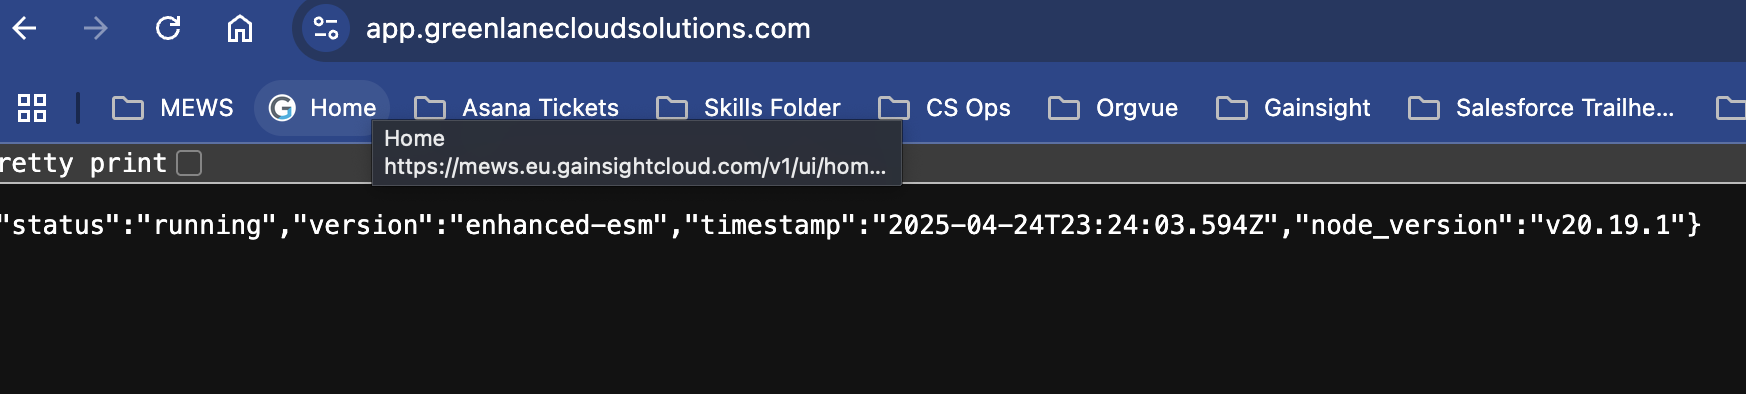 app.greenlanecloudsolutions.com
MEWS Home Asana Tickets Skills Folder CS Ops Orgvue Gainsight Salesforce Trailhe...
Home
https://mews.eu.gainsightcloud.com/v1/ui/hom...
retty print
"status":"running","version":"enhanced-esm","timestamp":"2025-04-24T23:24:03.594Z","node_version":"v20.19.1"}